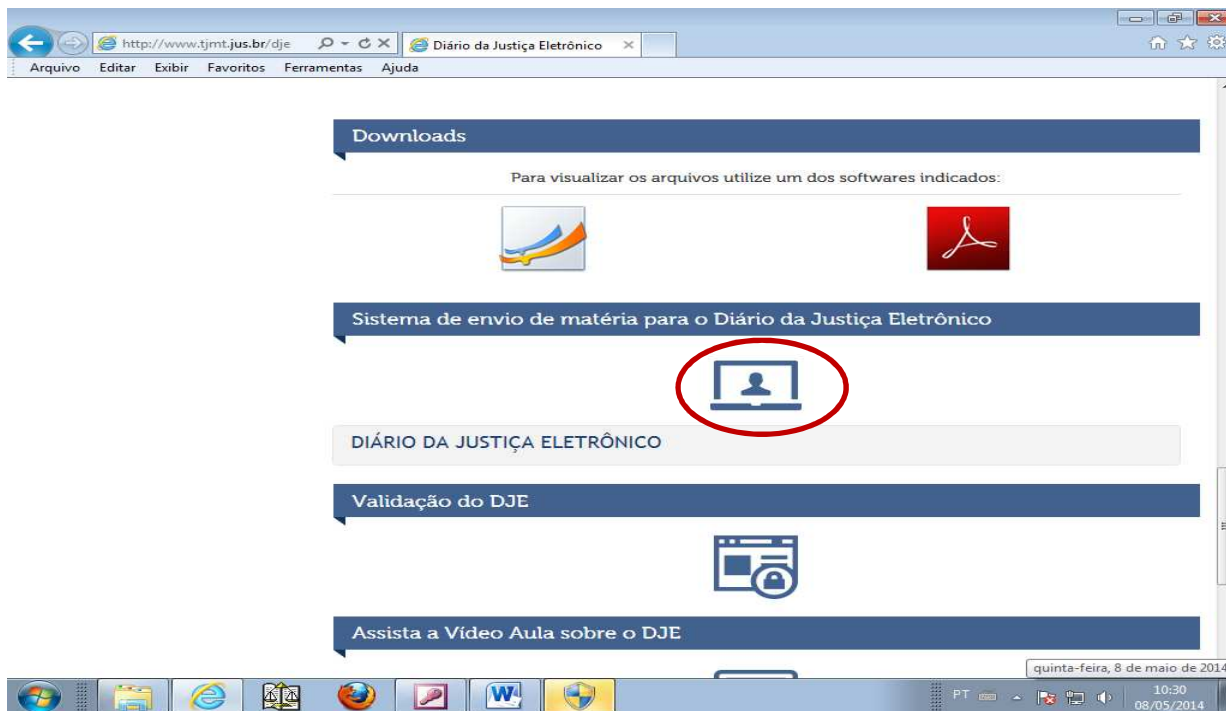 http://www.tjmt.jus.br/dje
Diário da Justiça Eletrônico
Arquivo Editar Exibir Favoritos Ferramentas Ajuda
Downloads
Para visualizar os arquivos utilize um dos softwares indicados:
Sistema de envio de matéria para o Diário da Justiça Eletrônico
DIÁRIO DA JUSTIÇA ELETRÔNICO
Validação do DJE
Assista a Vídeo Aula sobre o DJE
quinta-feira, 8 de maio de 2014
PT
10:30
08/05/2014